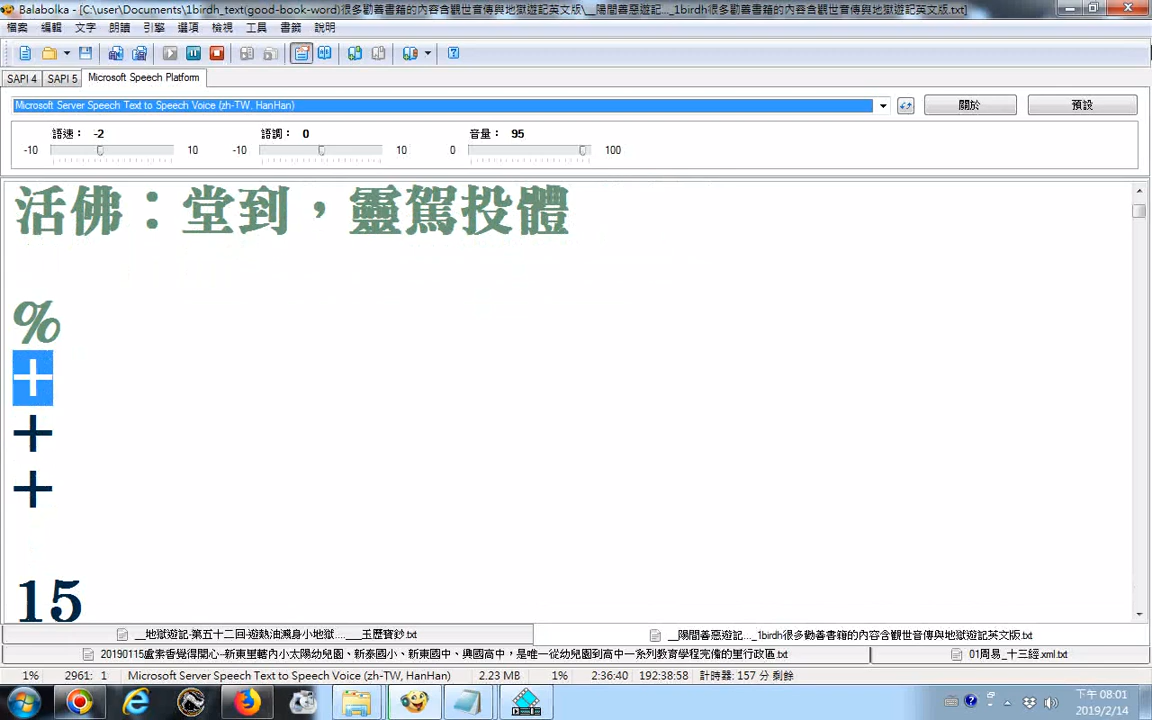 Balabolka - [C:\user\Documents\1birdh_text(good-book-word)很多勸善書籍的內容含觀世音傳與地獄遊記英文版\__陽間善惡遊記..._1birdh很多勸善書籍的內容含觀世音傳與地獄遊記英文版.txt]
檔案 編輯 文字 朗讀 引擎 選項 檢視 工具 書籤 說明
SAPI 4 SAPI 5 Microsoft Speech Platform
Microsoft Server Speech Text to Speech Voice (zh-TW, HanHan) 關於 預設
語速： -2 語調： 0 音量： 95
-10 10 -10 10 0 100
活佛：堂到，靈駕投體
%
+
+
+
15
__地獄遊記-第五十二回-遊熱油濺身小地獄....___玉歷寶鈔.txt __陽間善惡遊記..._1birdh很多勸善書籍的內容含觀世音傳與地獄遊記英文版.txt
20190115盧素香覺得開心--新東里轄內小太陽幼兒園、新泰國小、新東國中、興國高中，是唯一從幼兒園到高中一系列教育學程完備的里行政區.txt 01周易_十三經.xml.txt
1% 2961: 1 Microsoft Server Speech Text to Speech Voice (zh-TW, HanHan) 2.23 MB 1% 2:36:40 192:38:58 計時器: 157 分 剩餘
下午 08:01
2019/2/14